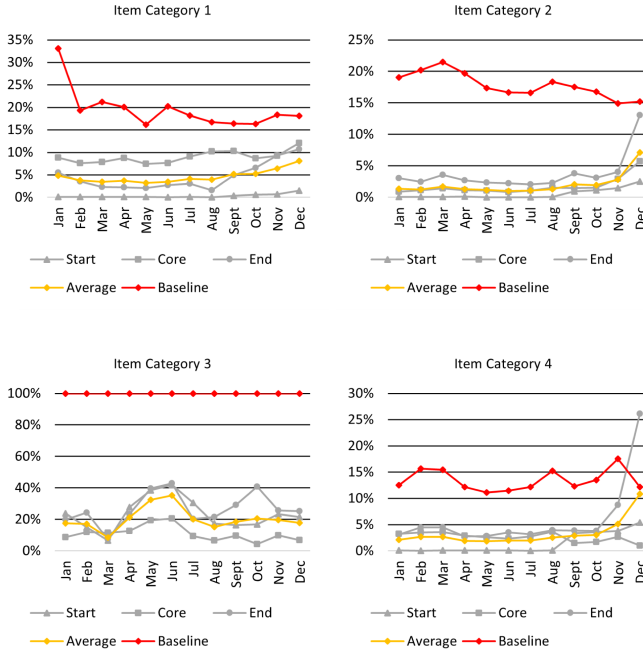 Item Category 1
35%
30%
25%
20%
15%
10%
5%
0%
Jan Feb Mar Apr May Jun Jul Aug Sept Oct Nov Dec
Start Core End
Average Baseline
Item Category 2
25%
20%
15%
10%
5%
0%
Jan Feb Mar Apr May Jun Jul Aug Sept Oct Nov Dec
Start Core End
Average Baseline
Item Category 3
100%
80%
60%
40%
20%
0%
Jan Feb Mar Apr May Jun Jul Aug Sept Oct Nov Dec
Start Core End
Average Baseline
Item Category 4
30%
25%
20%
15%
10%
5%
0%
Jan Feb Mar Apr May Jun Jul Aug Sept Oct Nov Dec
Start Core End
Average Baseline